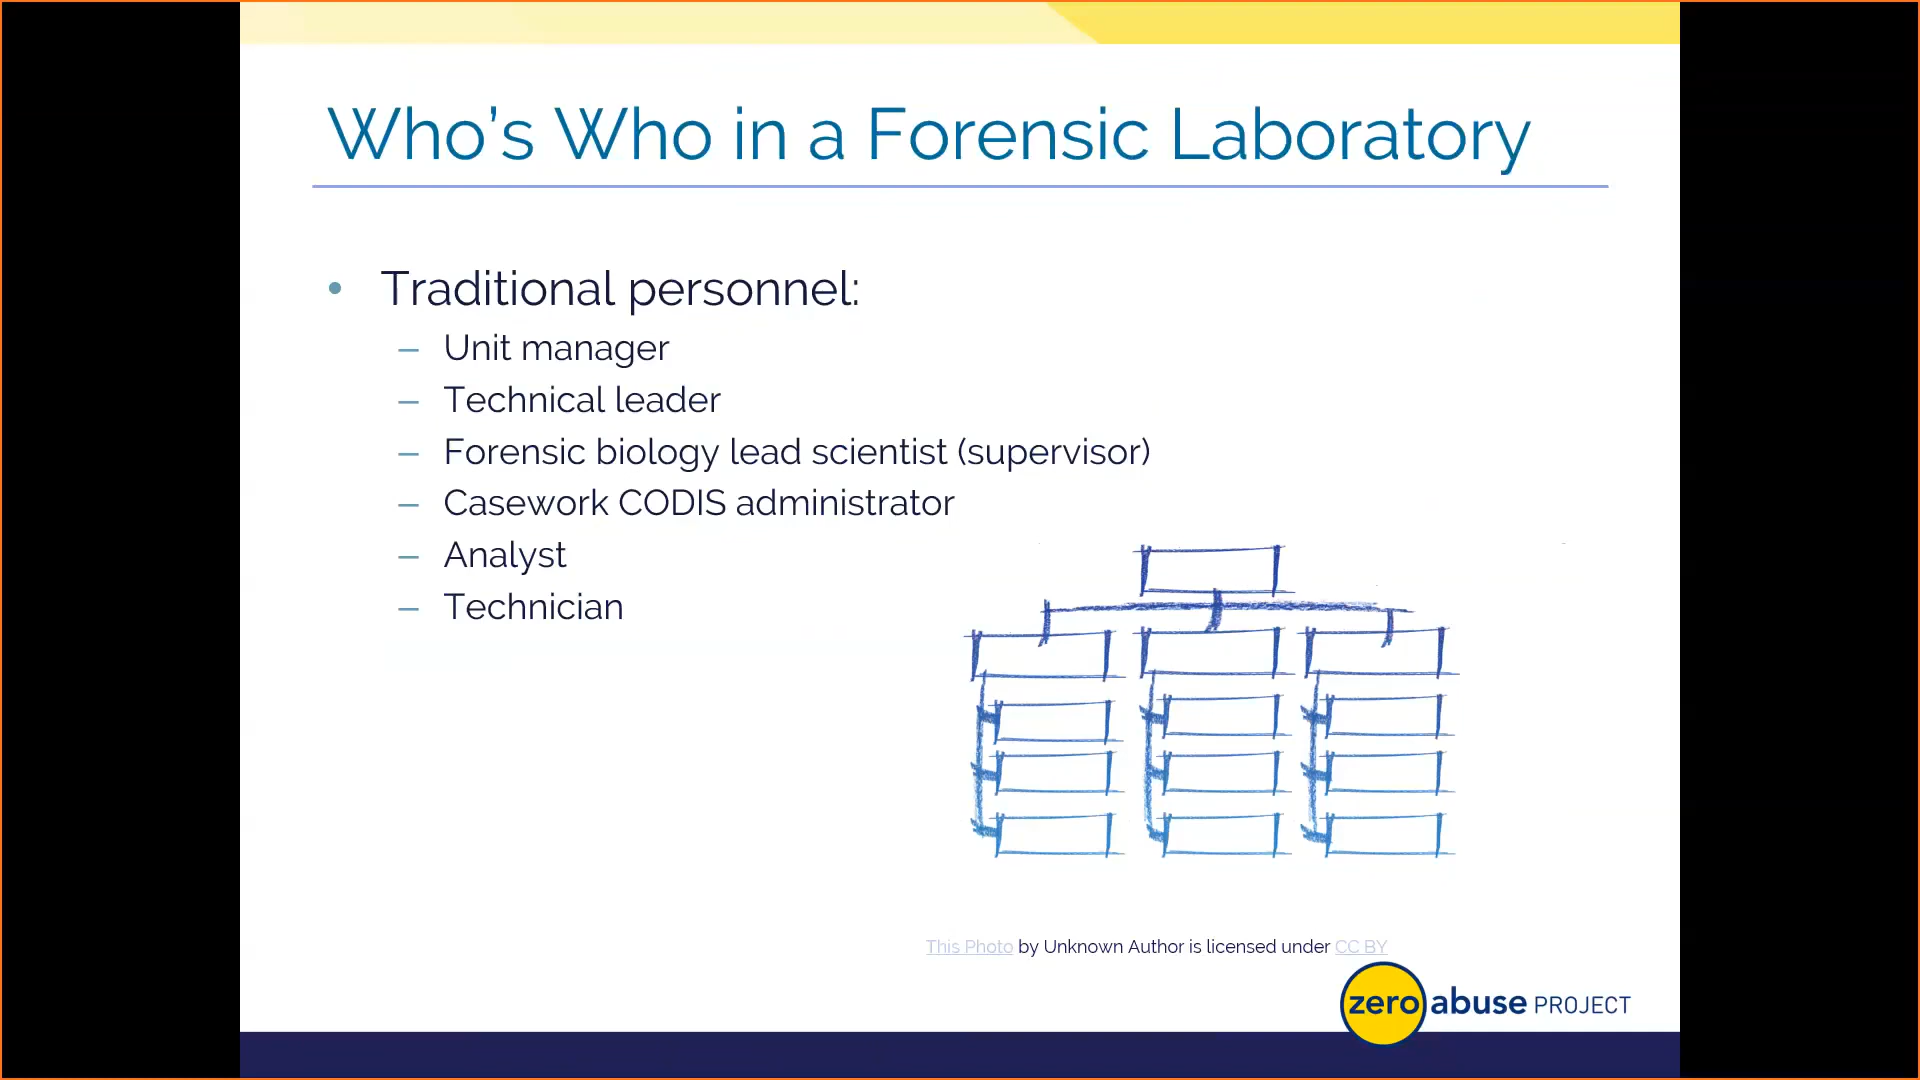 Who's Who in a Forensic Laboratory
• Traditional personnel:
– Unit manager
– Technical leader
– Forensic biology lead scientist (supervisor)
– Casework CODIS administrator
– Analyst
– Technician
This Photo by Unknown Author is licensed under CC BY
zero abuse PROJECT